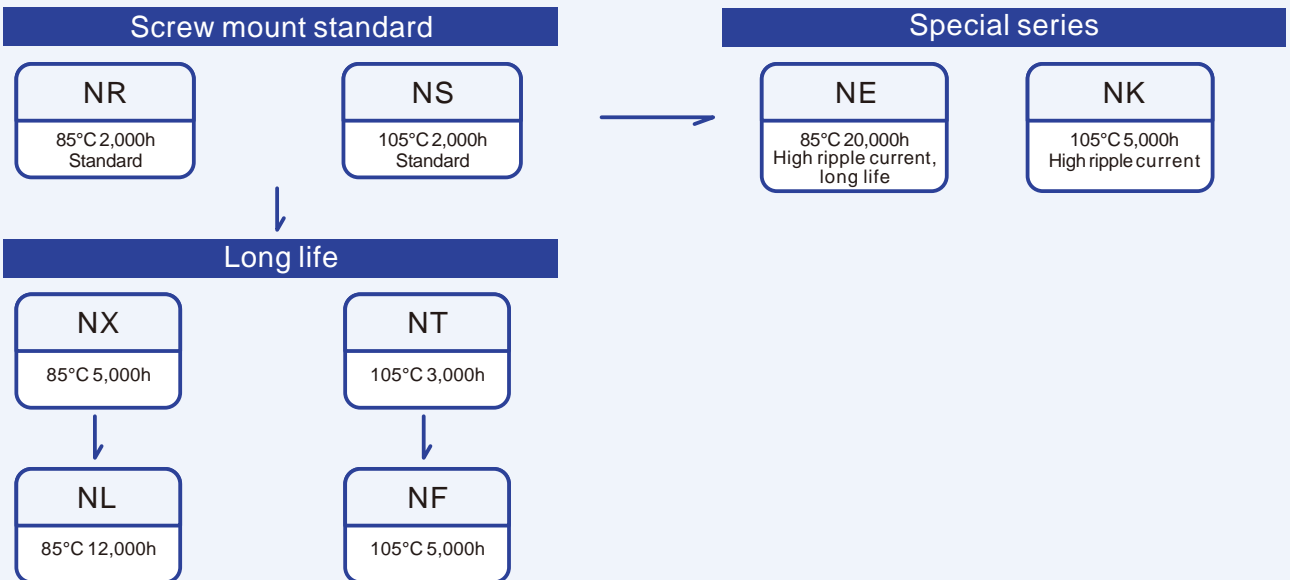 Screw mount standard
NR
85°C 2,000h
Standard
NS
105°C 2,000h
Standard
Special series
NE
85°C 20,000h
High ripple current,
long life
NK
105°C 5,000h
High ripple current
Long life
NX
85°C 5,000h
NT
105°C 3,000h
NL
85°C 12,000h
NF
105°C 5,000h